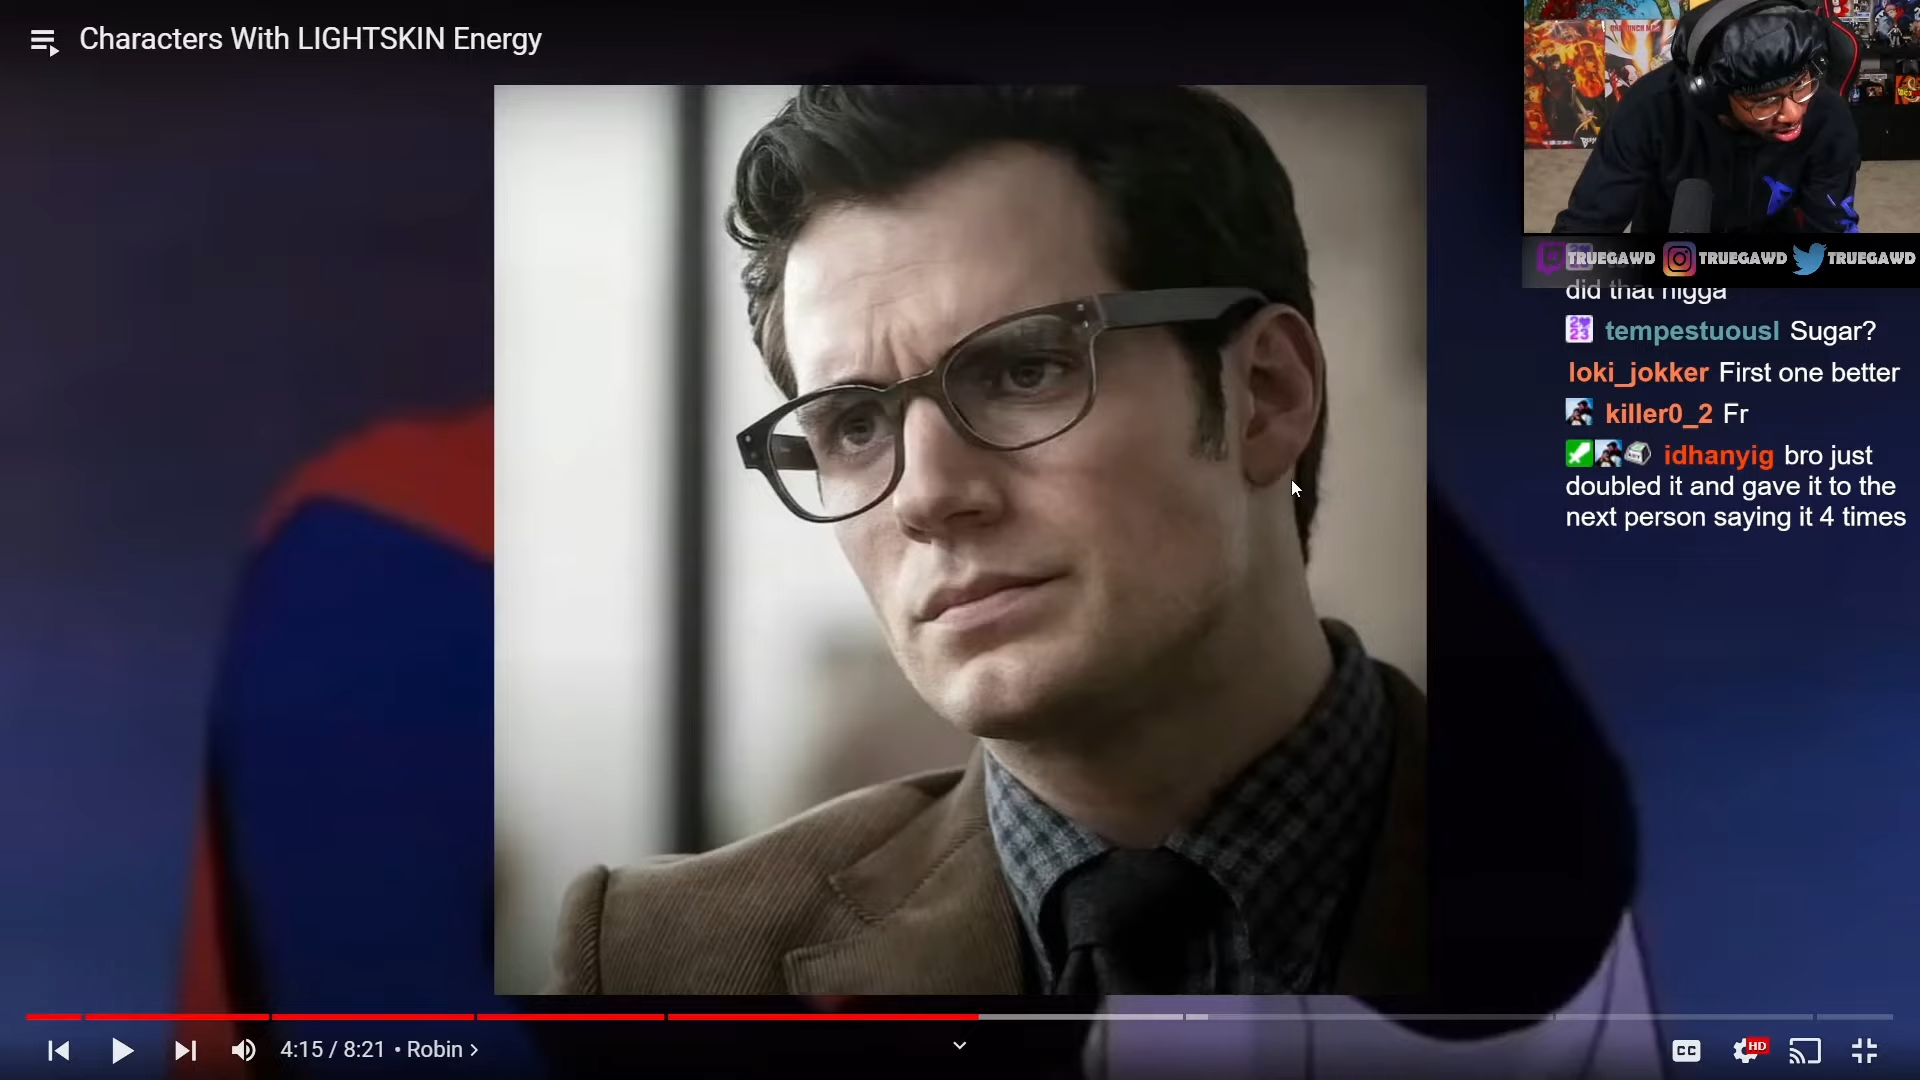 Characters With LIGHTSKIN Energy
TRUEGAWD TRUEGAWD TRUEGAWD
did that nigga
tempestuousl Sugar?
loki_jokker First one better
killer0_2 Fr
idhanyig bro just
doubled it and gave it to the
next person saying it 4 times
4:15 / 8:21 • Robin >
CC
HD